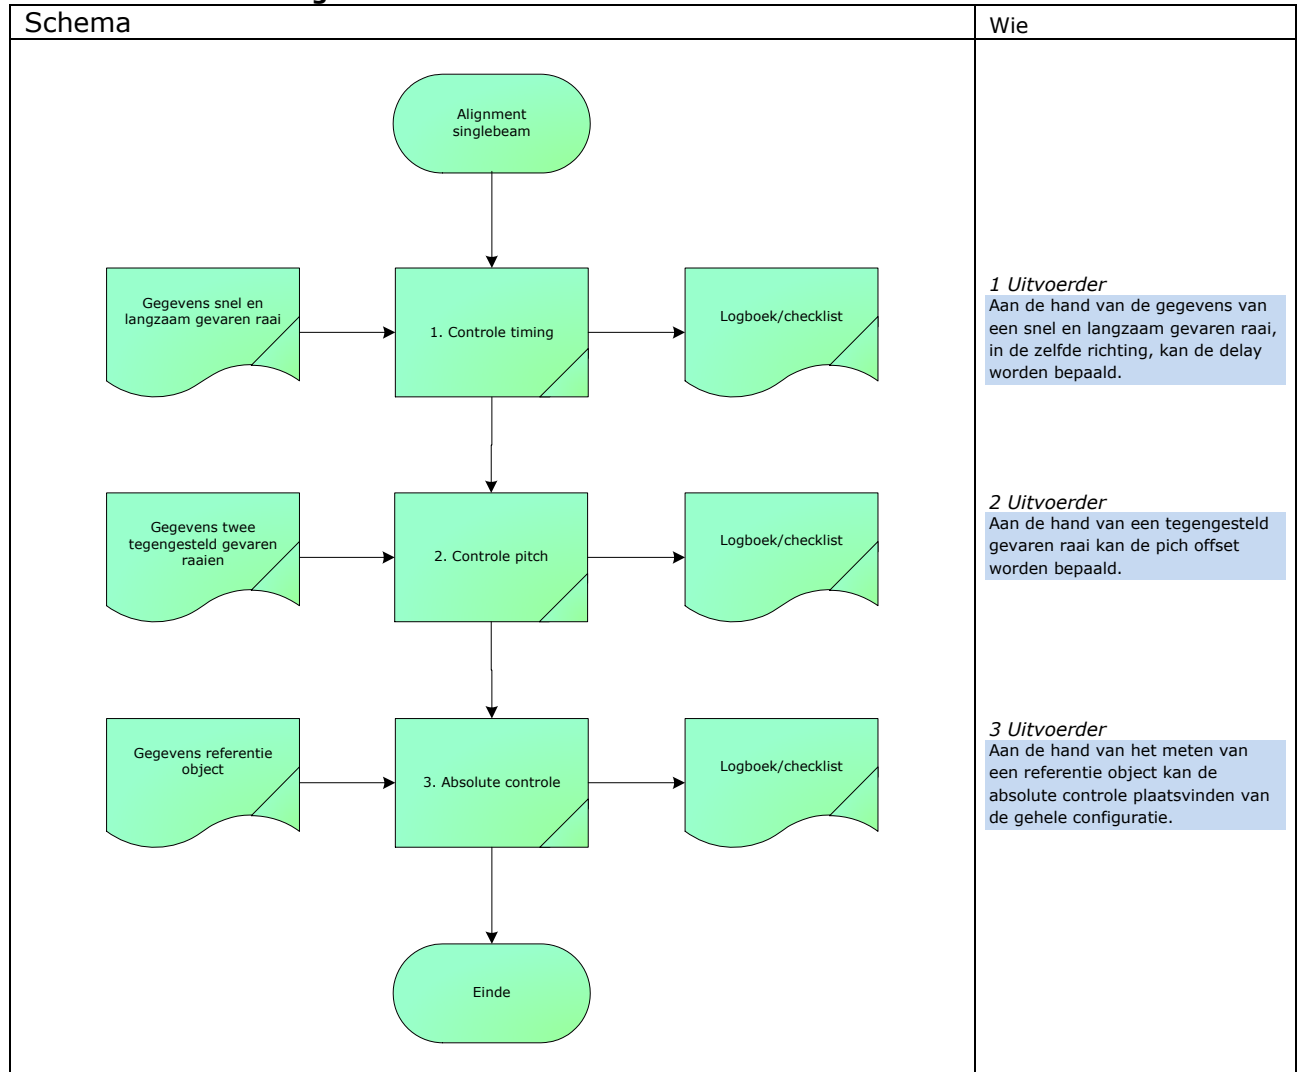 Schema
Wie
Alignment
singlebeam
Gegevens snel en
langzaam gevaren raai
1. Controle timing
Logboek/checklist
1 Uitvoerder
Aan de hand van de gegevens van
een snel en langzaam gevaren raai,
in de zelfde richting, kan de delay
worden bepaald.
Gegevens twee
tegengesteld gevaren
raaien
2. Controle pitch
Logboek/checklist
2 Uitvoerder
Aan de hand van een tegengesteld
gevaren raai kan de pich offset
worden bepaald.
Gegevens referentie
object
3. Absolute controle
Logboek/checklist
3 Uitvoerder
Aan de hand van het meten van
een referentie object kan de
absolute controle plaatsvinden van
de gehele configuratie.
Einde